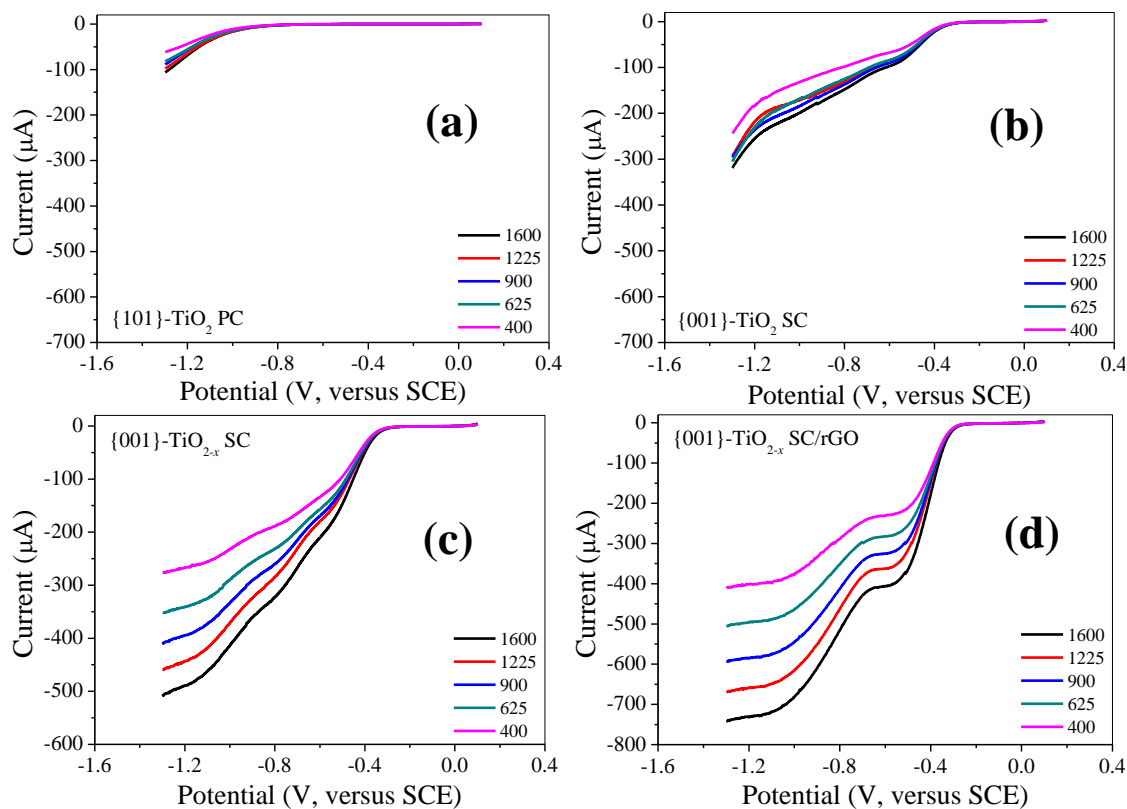 0
-100
-200
-300
-400
-500
-600
-700
Current (μA)
(a)
1600
1225
900
625
400
{101}-TiO₂ PC
-1.6 -1.2 -0.8 -0.4 0.0 0.4
Potential (V, versus SCE)
0
-100
-200
-300
-400
-500
-600
-700
Current (μA)
(b)
1600
1225
900
625
400
{001}-TiO₂ SC
-1.6 -1.2 -0.8 -0.4 0.0 0.4
Potential (V, versus SCE)
0
-100
-200
-300
-400
-500
-600
Current (μA)
{001}-TiO₂₋ₓ SC
(c)
1600
1225
900
625
400
-1.6 -1.2 -0.8 -0.4 0.0 0.4
Potential (V, versus SCE)
0
-100
-200
-300
-400
-500
-600
-700
-800
Current (μA)
{001}-TiO₂₋ₓ SC/rGO
(d)
1600
1225
900
625
400
-1.6 -1.2 -0.8 -0.4 0.0 0.4
Potential (V, versus SCE)